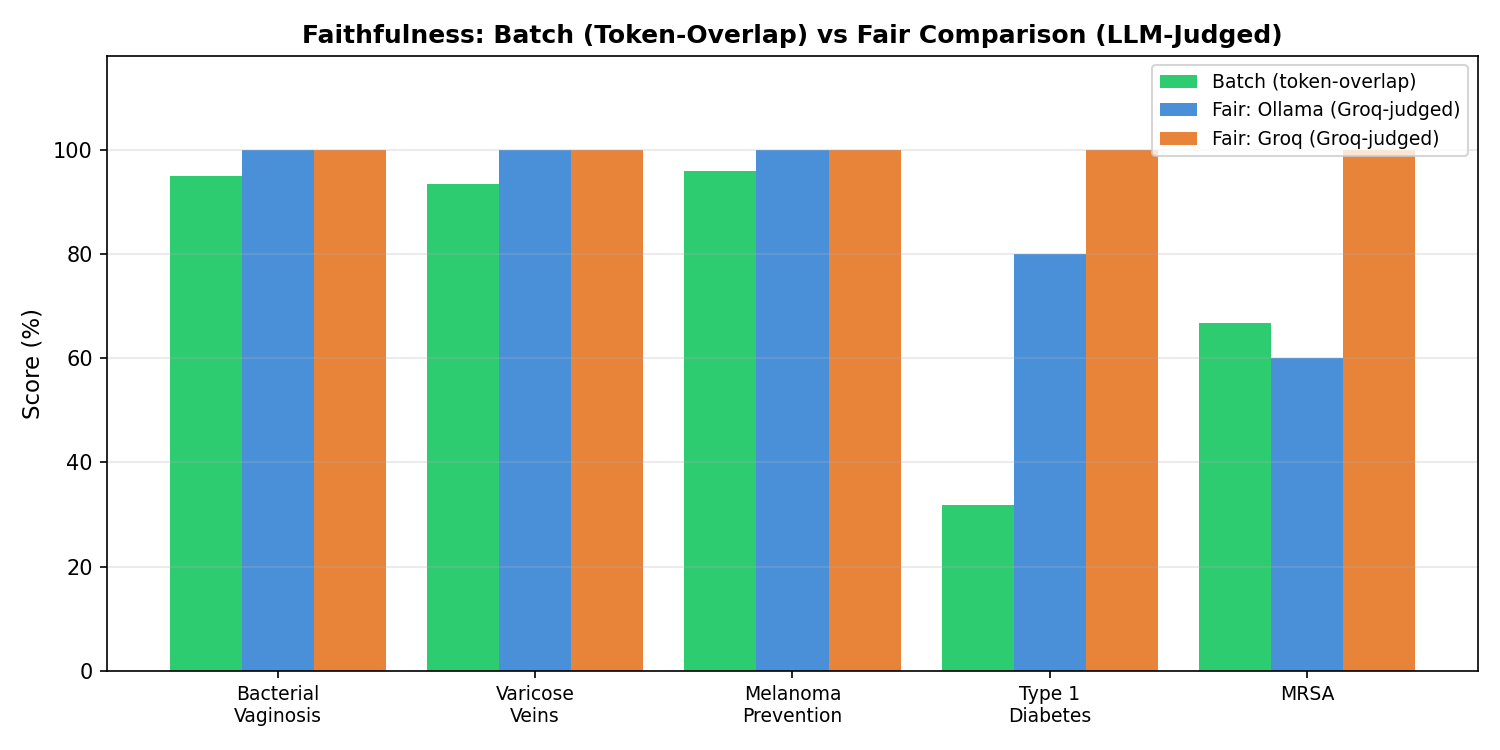 Faithfulness: Batch (Token-Overlap) vs Fair Comparison (LLM-Judged)
Batch (token-overlap)
Fair: Ollama (Groq-judged)
Fair: Groq (Groq-judged)
Score (%)
100
80
60
40
20
0
Bacterial
Vaginosis
Varicose
Veins
Melanoma
Prevention
Type 1
Diabetes
MRSA